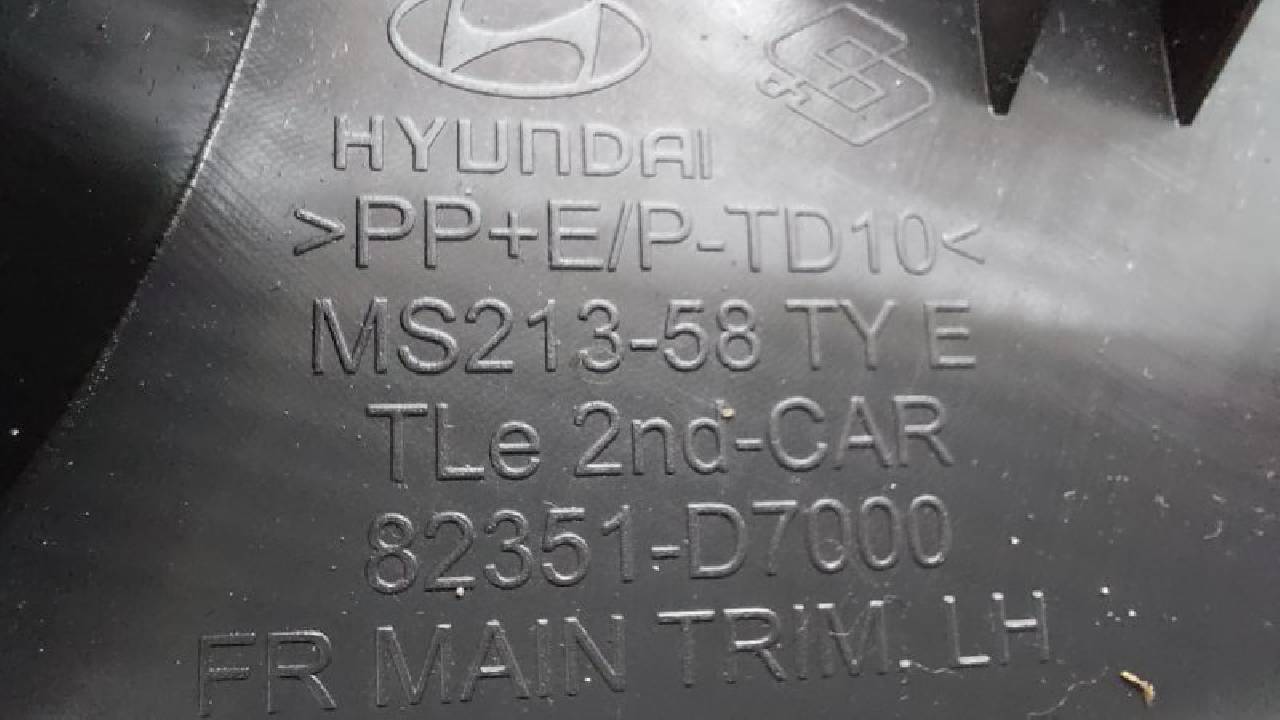 HYUNDAI
>PP+E/P-TD10<
MS213-58 TY E
TLe 2nd-CAR
82351-D7000
FR MAIN TRIM, LH